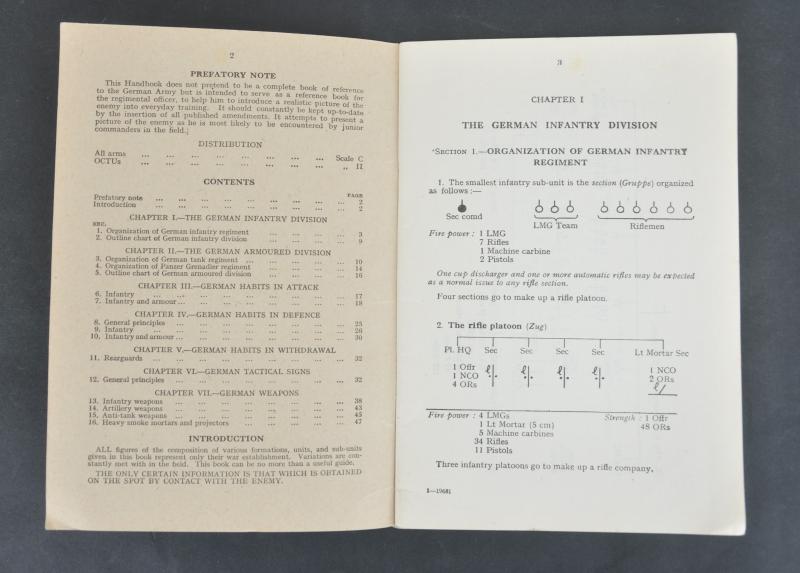 2
PREFATORY NOTE
This Handbook does not pretend to be a complete book of reference
to the German Army but is intended to serve as a reference book for
the regimental officer, to help him to introduce a realistic picture of the
enemy into everyday training. It should constantly be kept up-to-date
by the insertion of all published amendments. It attempts to present a
picture of the enemy as he is most likely to be encountered by junior
commanders in the field.
DISTRIBUTION
All arms ... ... ... ... ... ... ... ... Scale C
OCTUs ... ... ... ... ... ... ... ... „ II
CONTENTS
PAGE
Prefatory note ... ... ... ... ... ... ... ... 2
Introduction ... ... ... ... ... ... ... ... 2
CHAPTER I.—THE GERMAN INFANTRY DIVISION
SEC.
1. Organization of German infantry regiment ... ... ... ... 3
2. Outline chart of German infantry division ... ... ... ... 9
CHAPTER II.—THE GERMAN ARMOURED DIVISION
3. Organization of German tank regiment ... ... ... ... ... 10
4. Organization of Panzer Grenadier regiment ... ... ... ... 14
5. Outline chart of German armoured division ... ... ... ... 16
CHAPTER III.—GERMAN HABITS IN ATTACK
6. Infantry ... ... ... ... ... ... ... ... 17
7. Infantry and armour ... ... ... ... ... ... ... 18
CHAPTER IV.—GERMAN HABITS IN DEFENCE
8. General principles ... ... ... ... ... ... ... 25
9. Infantry ... ... ... ... ... ... ... ... 26
10. Infantry and armour ... ... ... ... ... ... ... 30
CHAPTER V.—GERMAN HABITS IN WITHDRAWAL
11. Rearguards ... ... ... ... ... ... ... ... 32
CHAPTER VI.—GERMAN TACTICAL SIGNS
12. General principles ... ... ... ... ... ... ... 32
CHAPTER VII.—GERMAN WEAPONS
13. Infantry weapons ... ... ... ... ... ... ... 38
14. Artillery weapons ... ... ... ... ... ... ... 43
15. Anti-tank weapons ... ... ... ... ... ... ... 45
16. Heavy smoke mortars and projectors ... ... ... ... ... 47
INTRODUCTION
ALL figures of the composition of various formations, units, and sub-units
given in this book represent only their war establishment. Variations are con-
stantly met with in the field. This book can be no more than a useful guide.
THE ONLY CERTAIN INFORMATION IS THAT WHICH IS OBTAINED
ON THE SPOT BY CONTACT WITH THE ENEMY.
3
CHAPTER I
THE GERMAN INFANTRY DIVISION
SECTION 1.—ORGANIZATION OF GERMAN INFANTRY
REGIMENT
1. The smallest infantry sub-unit is the section (Grupps) organized
as follows :—
Sec comd LMG Team Riflemen
Fire power : 1 LMG
7 Rifles
1 Machine carbine
2 Pistols
One cup discharger and one or more automatic rifles may be expected
as a normal issue to any rifle section.
Four sections go to make up a rifle platoon.
2. The rifle platoon (Zug)
Pl. HQ Sec Sec Sec Sec Lt Mortar Sec
1 Offr 1 NCO
1 NCO 2 ORs
4 ORs
Fire power : 4 LMGs Strength : 1 Offr
1 Lt Mortar (5 cm) 48 ORs
5 Machine carbines
34 Rifles
11 Pistols
Three infantry platoons go to make up a rifle company,
1—19681